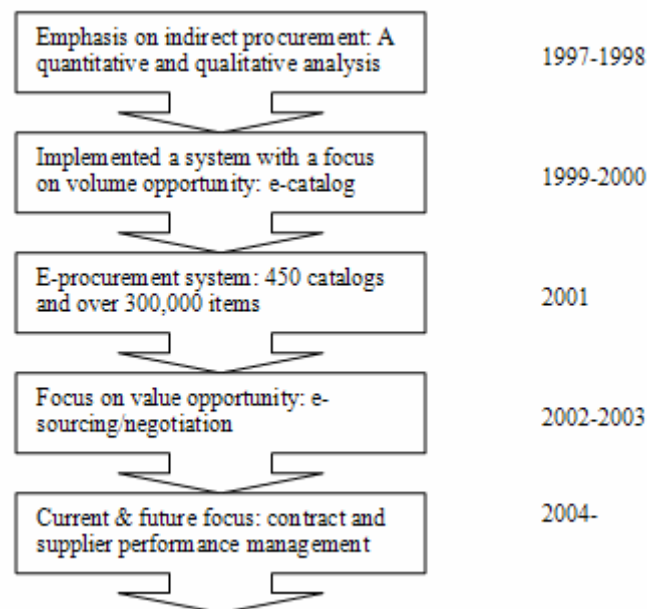 Emphasis on indirect procurement: A
quantitative and qualitative analysis
1997-1998
Implemented a system with a focus
on volume opportunity: e-catalog
1999-2000
E-procurement system: 450 catalogs
and over 300,000 items
2001
Focus on value opportunity: e-
sourcing/negotiation
2002-2003
Current & future focus: contract and
supplier performance management
2004-